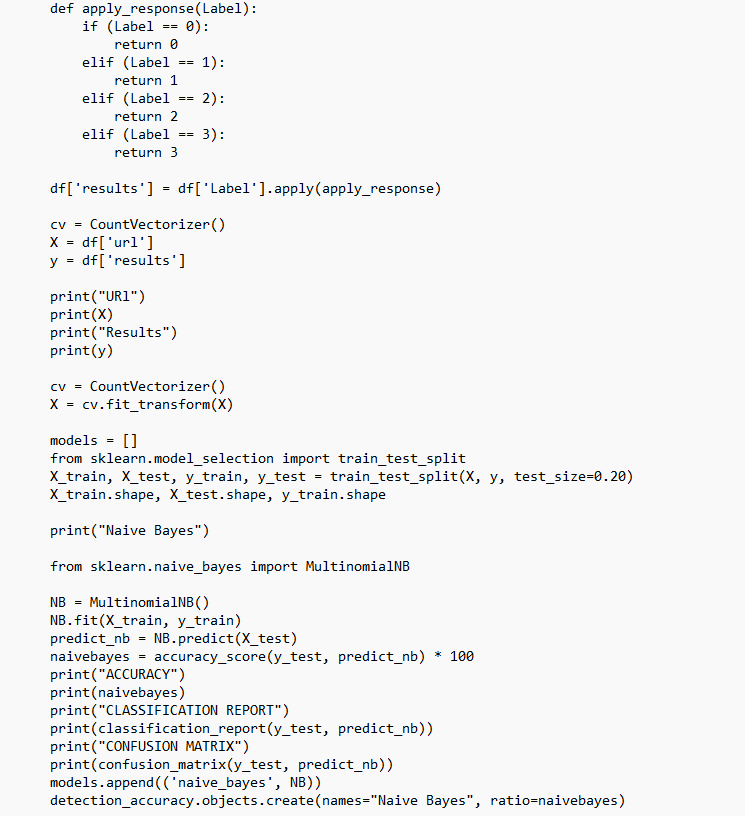 def apply_response(Label):
    if (Label == 0):
        return 0
    elif (Label == 1):
        return 1
    elif (Label == 2):
        return 2
    elif (Label == 3):
        return 3

df['results'] = df['Label'].apply(apply_response)

cv = CountVectorizer()
X = df['url']
y = df['results']

print("URl")
print(X)
print("Results")
print(y)

cv = CountVectorizer()
X = cv.fit_transform(X)

models = []
from sklearn.model_selection import train_test_split
X_train, X_test, y_train, y_test = train_test_split(X, y, test_size=0.20)
X_train.shape, X_test.shape, y_train.shape

print("Naive Bayes")

from sklearn.naive_bayes import MultinomialNB

NB = MultinomialNB()
NB.fit(X_train, y_train)
predict_nb = NB.predict(X_test)
naivebayes = accuracy_score(y_test, predict_nb) * 100
print("ACCURACY")
print(naivebayes)
print("CLASSIFICATION REPORT")
print(classification_report(y_test, predict_nb))
print("CONFUSION MATRIX")
print(confusion_matrix(y_test, predict_nb))
models.append(('naive_bayes', NB))
detection_accuracy.objects.create(names="Naive Bayes", ratio=naivebayes)